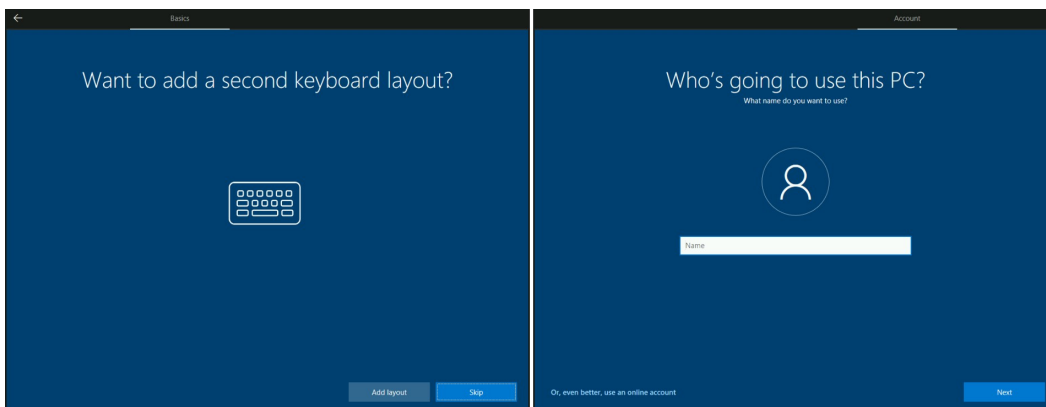 Basics
Want to add a second keyboard layout?
Add layout
Skip
Account
Who's going to use this PC?
What name do you want to use?
Name
Or, even better, use an online account
Next